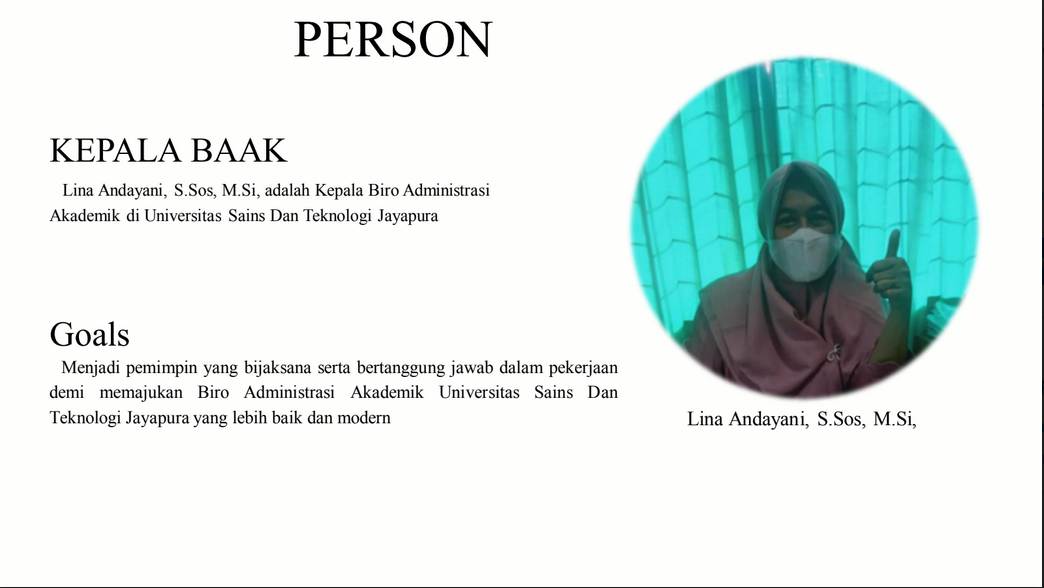 PERSON
KEPALA BAAK
Lina Andayani, S.Sos, M.Si, adalah Kepala Biro Administrasi
Akademik di Universitas Sains Dan Teknologi Jayapura
Goals
Menjadi pemimpin yang bijaksana serta bertanggung jawab dalam pekerjaan
demi memajukan Biro Administrasi Akademik Universitas Sains Dan
Teknologi Jayapura yang lebih baik dan modern
Lina Andayani, S.Sos, M.Si,